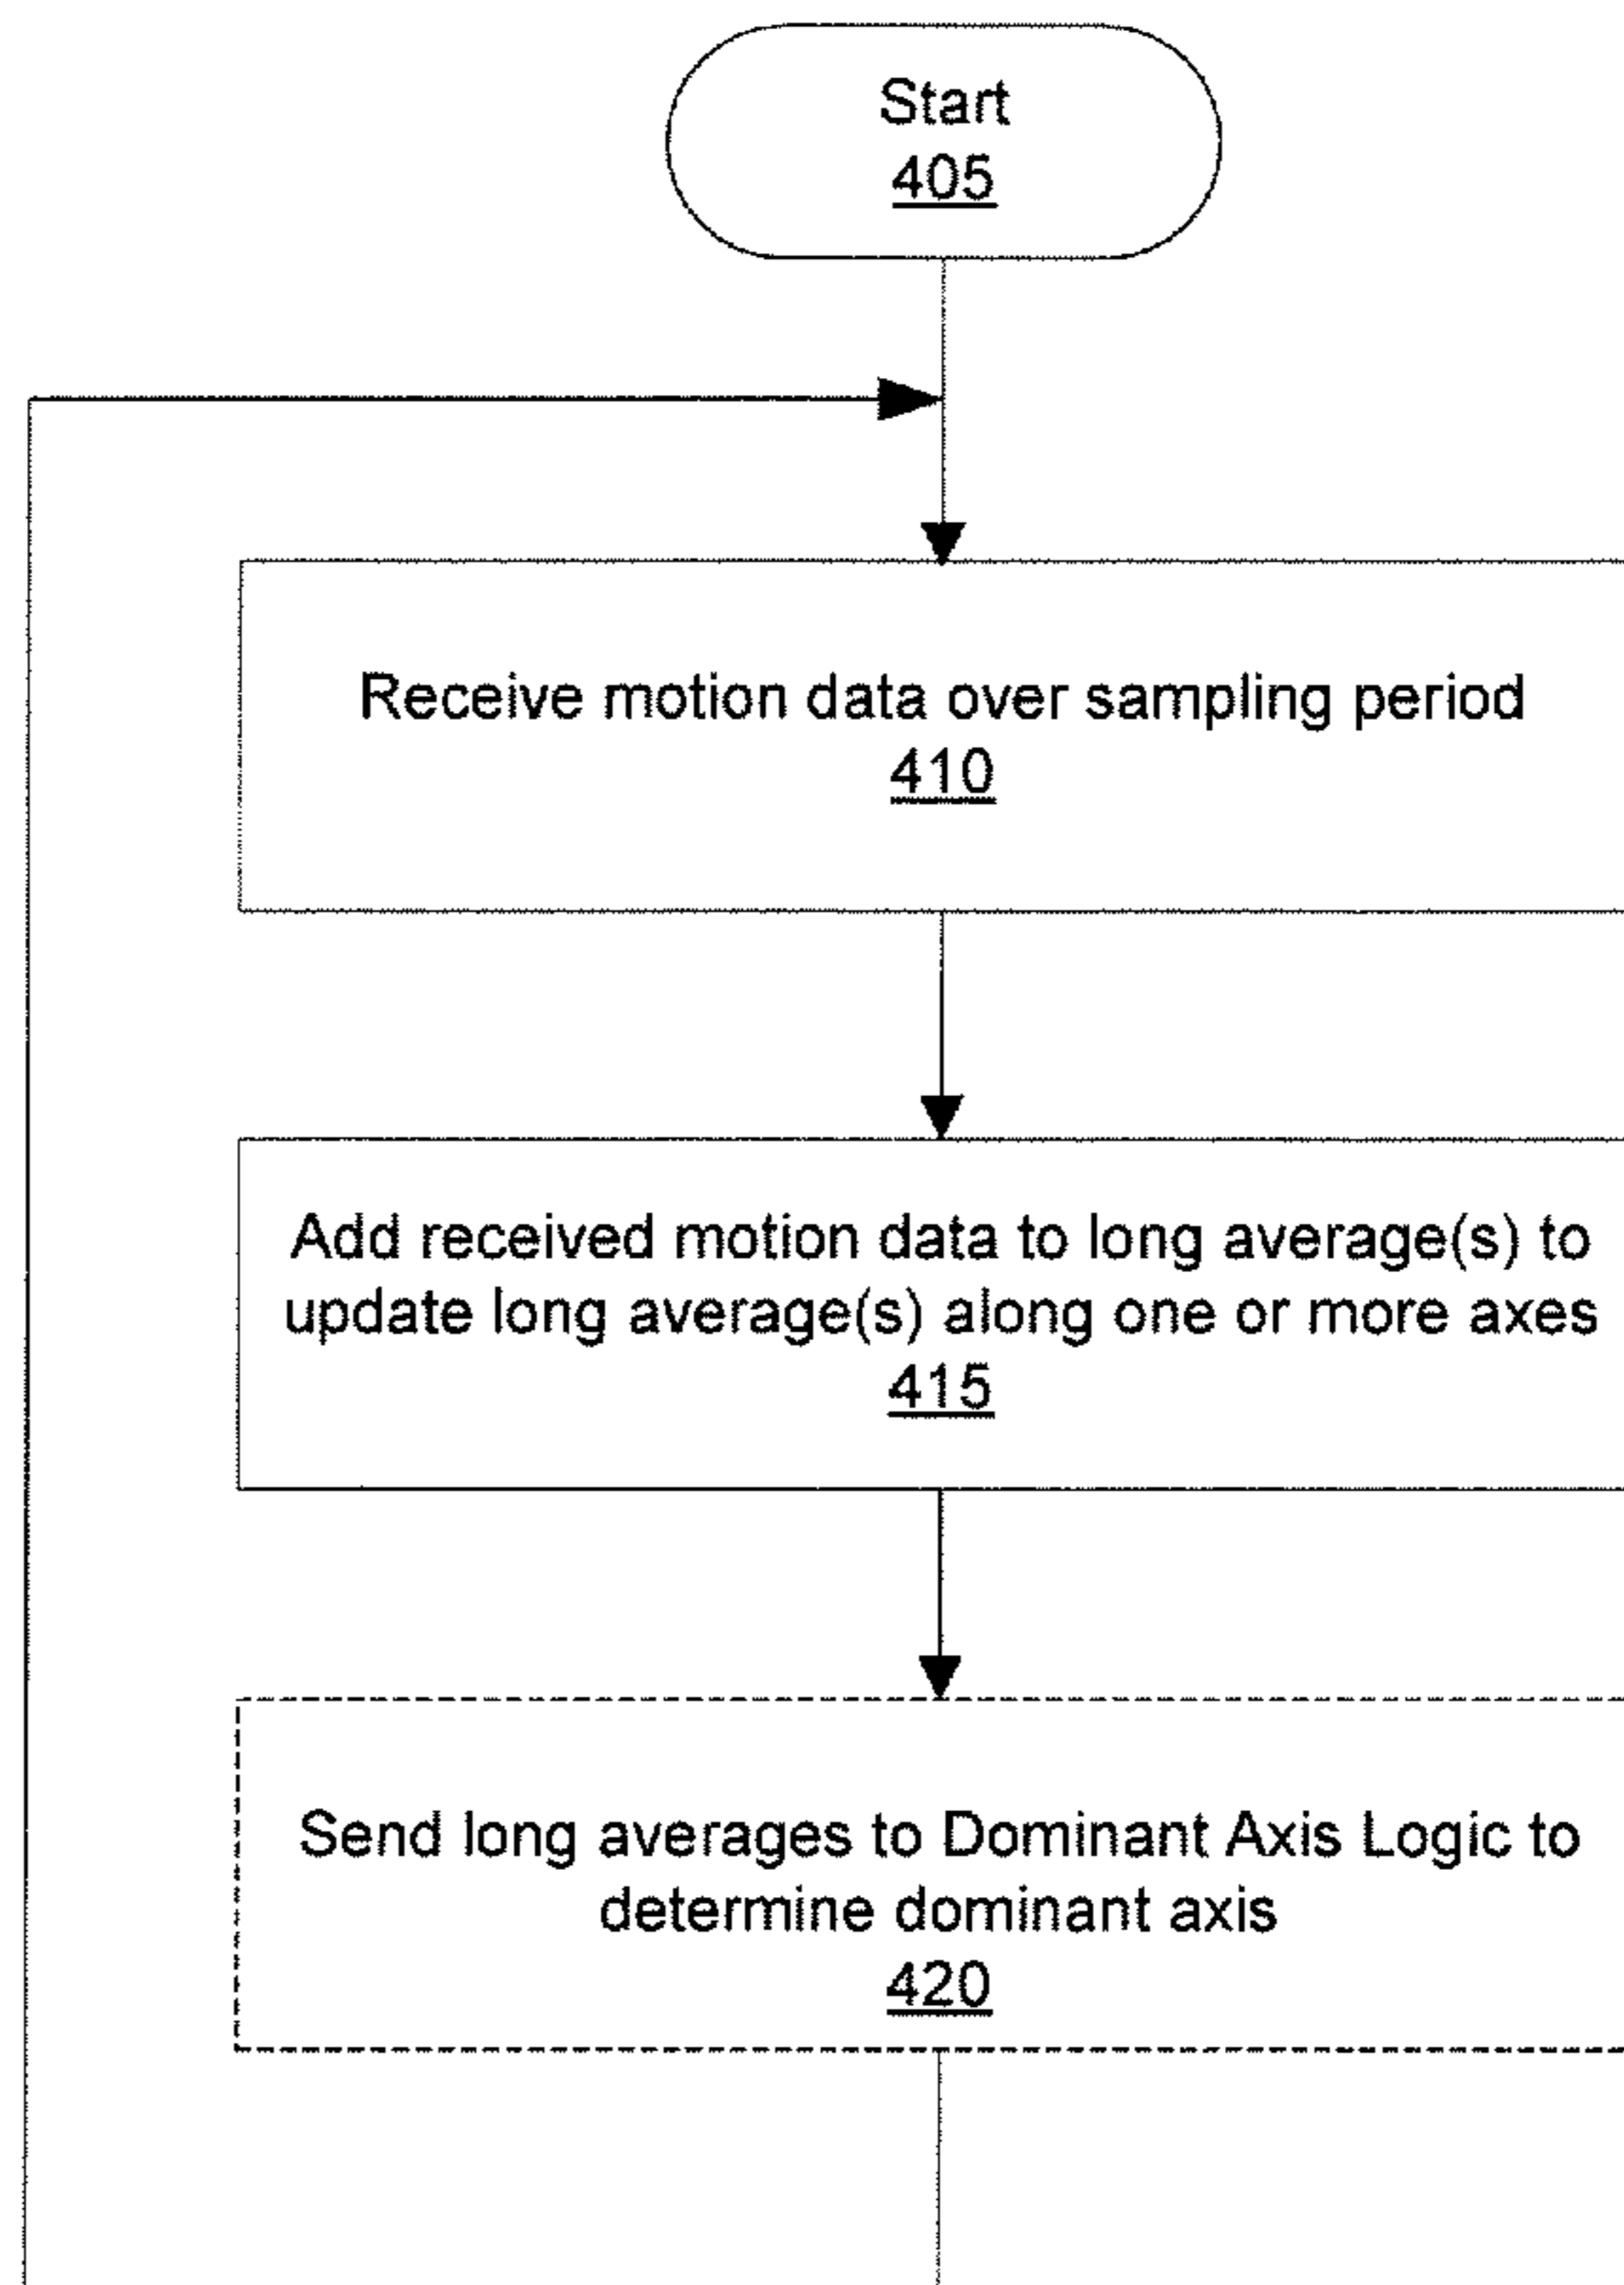 Start
405
Receive motion data over sampling period
410
Add received motion data to long average(s) to
update long average(s) along one or more axes
415
Send long averages to Dominant Axis Logic to
determine dominant axis
420